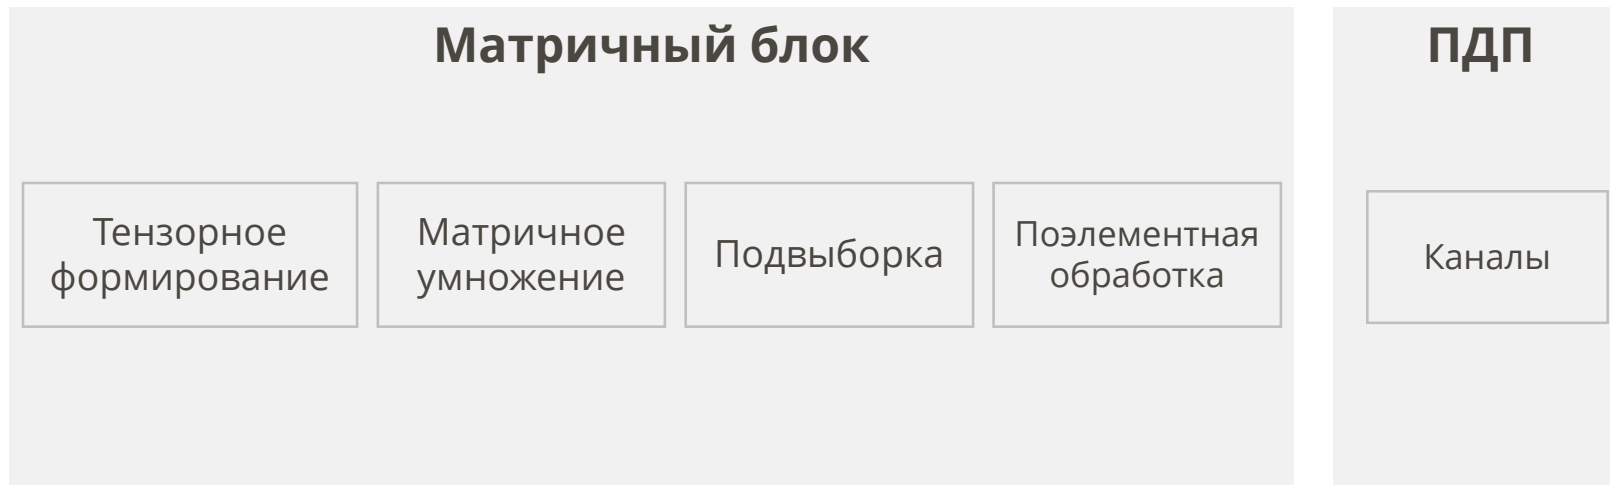 Матричный блок
ПДП
Тензорное
формирование
Матричное
умножение
Подвыборка
Поэлементная
обработка
Каналы